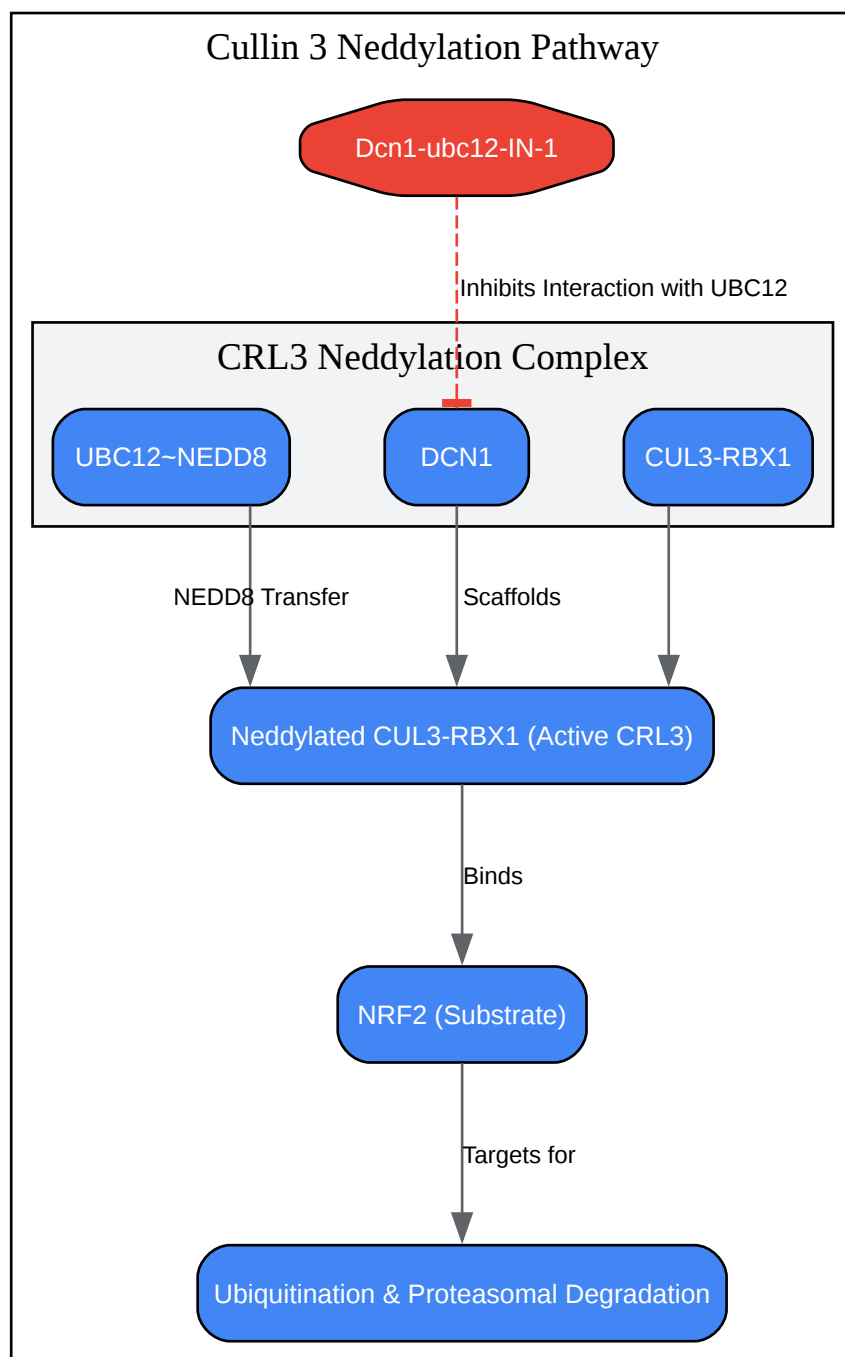 Cullin 3 Neddylation Pathway
Dcn1-ubc12-IN-1
Inhibits Interaction with UBC12
CRL3 Neddylation Complex
UBC12~NEDD8
DCN1
CUL3-RBX1
NEDD8 Transfer
Scaffolds
Neddylated CUL3-RBX1 (Active CRL3)
Binds
NRF2 (Substrate)
Targets for
Ubiquitination & Proteasomal Degradation